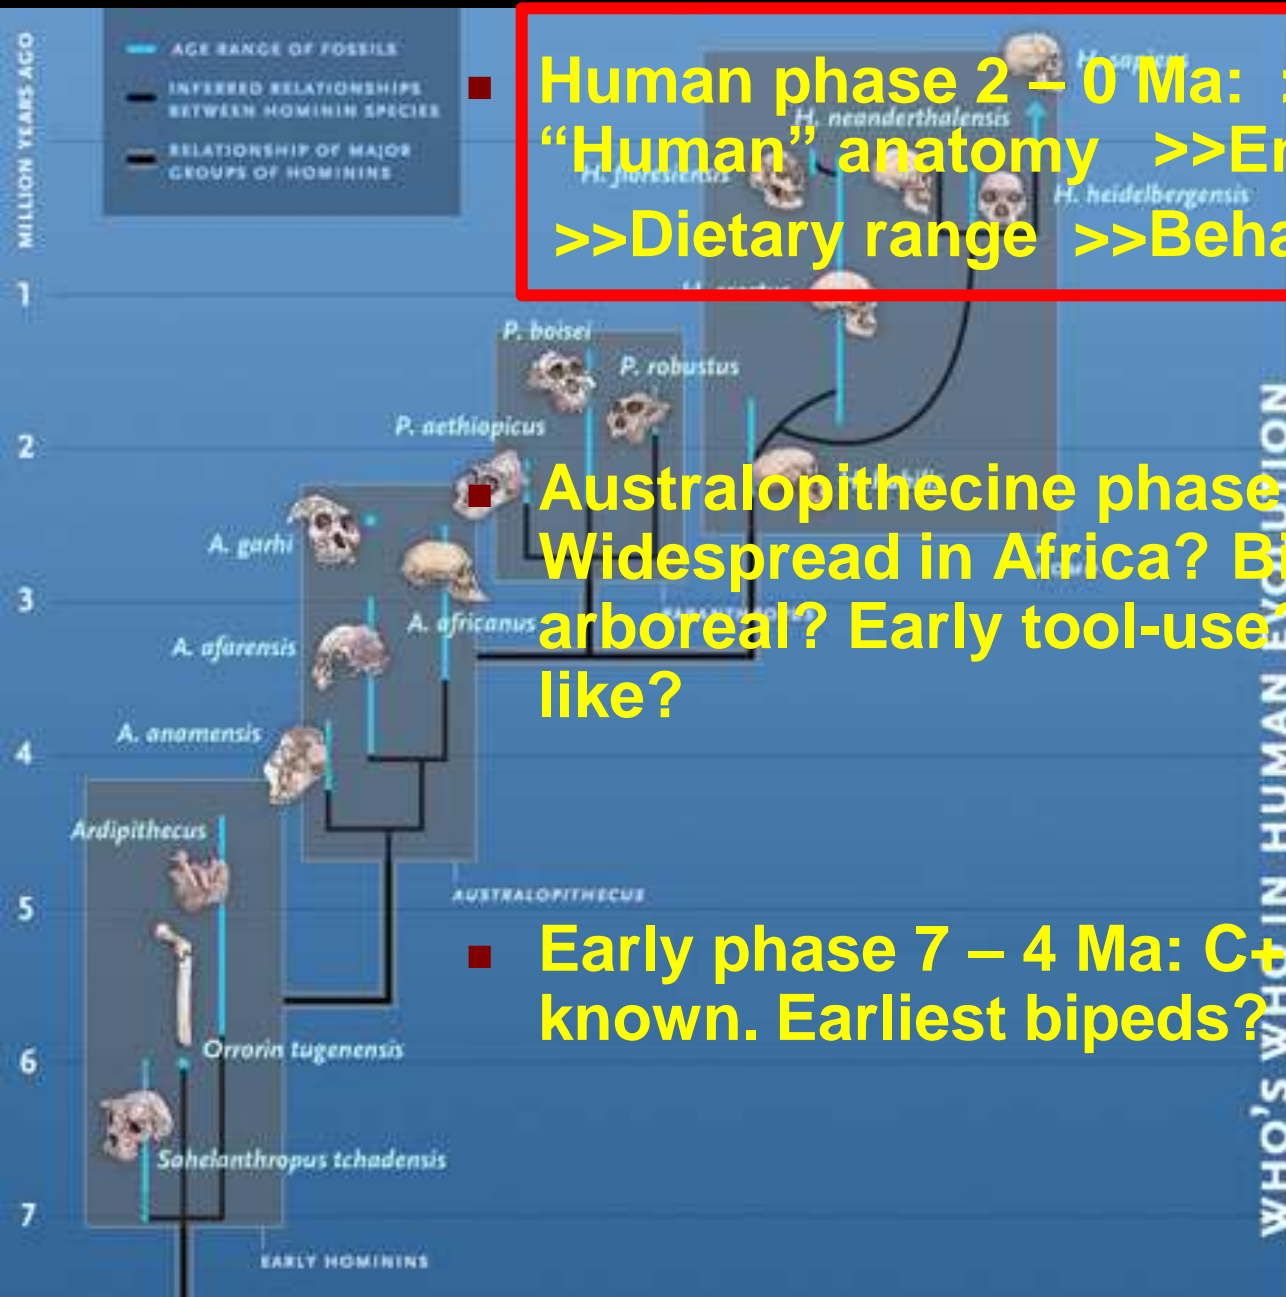 MILLION YEARS AGO
AGE RANGE OF FOSSILS
INFERRED RELATIONSHIPS
BETWEEN HOMININ SPECIES
RELATIONSHIP OF MAJOR
GROUPS OF HOMININS
▪ Human phase 2 – 0 Ma:
“Human” anatomy >>En
>>Dietary range >>Beha
H. sapiens
H. neanderthalensis
H. floresiensis
H. heidelbergensis
1
P. boisei
P. robustus
2
P. aethiopicus
▪ Australopithecine phase
Widespread in Africa? Bi
arboreal? Early tool-use
like?
A. garhi
3
A. africanus
A. afarensis
A. anamensis
4
Ardipithecus
AUSTRALOPITHECUS
5
▪ Early phase 7 – 4 Ma: C+
known. Earliest bipeds?
Orrorin tugenensis
6
Sahelanthropus tchadensis
7
EARLY HOMININS
WHO'S WHO IN HUMAN EVOLUTION